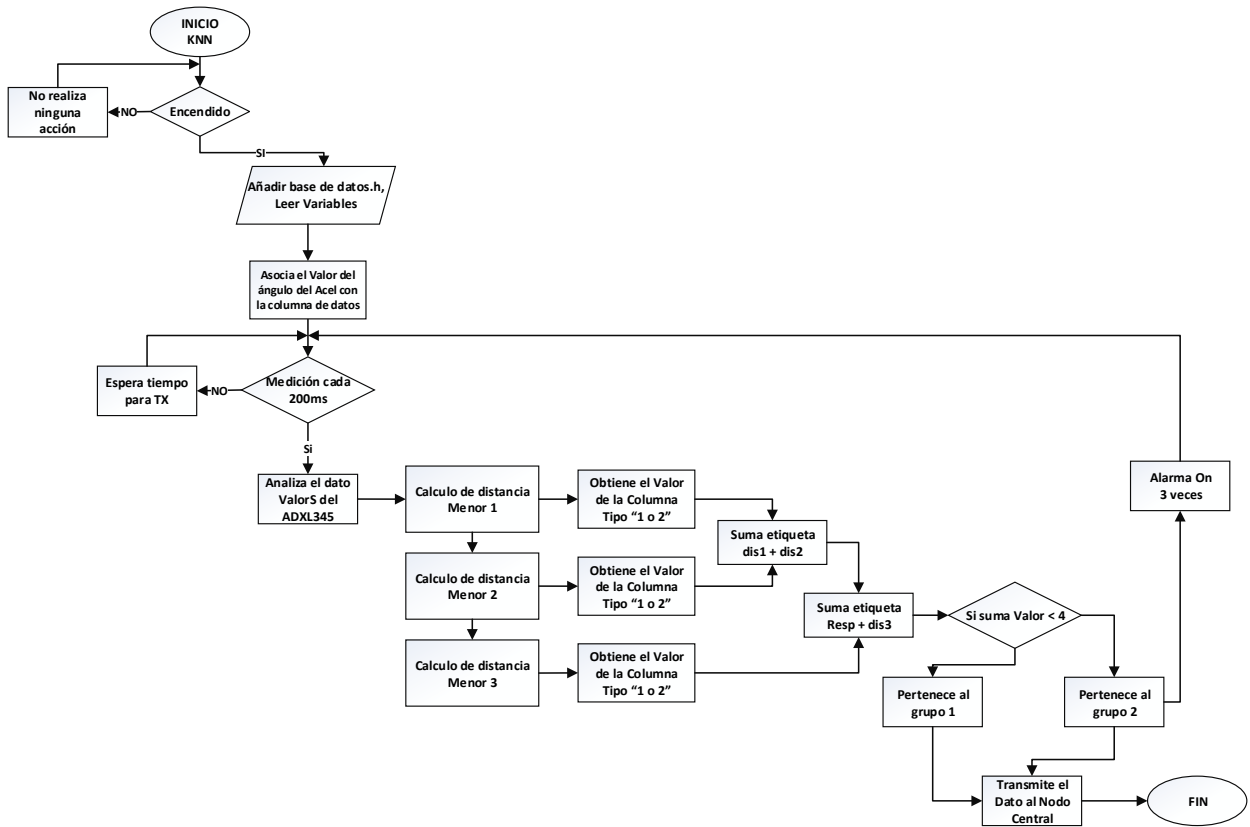 INICIO
KNN
No realiza
ninguna
acción
NO
Encendido
SI
Añadir base de datos.h,
Leer Variables
Asocia el Valor del
ángulo del Acel con
la columna de datos
Espera tiempo
para TX
NO
Medición cada
200ms
Si
Analiza el dato
ValorS del
ADXL345
Calculo de distancia
Menor 1
Obtiene el Valor
de la Columna
Tipo “1 o 2”
Calculo de distancia
Menor 2
Obtiene el Valor
de la Columna
Tipo “1 o 2”
Calculo de distancia
Menor 3
Obtiene el Valor
de la Columna
Tipo “1 o 2”
Suma etiqueta
dis1 + dis2
Suma etiqueta
Resp + dis3
Si suma Valor < 4
Alarma On
3 veces
Pertenece al
grupo 1
Pertenece al
grupo 2
Transmite el
Dato al Nodo
Central
FIN